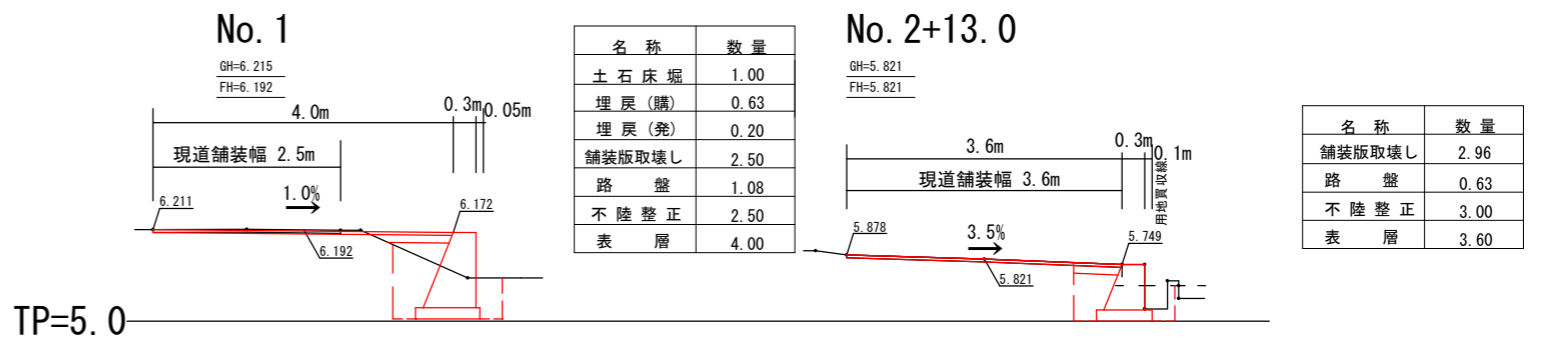 No. 1
GH=6.215
FH=6.192
4.0m
0.3m
0.05m
現道舗装幅 2.5m
1.0%
6.211
6.172
6.192
名 称 数 量
土 石 床 堀 1.00
埋 戻 (購) 0.63
埋 戻 (発) 0.20
舗装版取壊し 2.50
路 盤 1.08
不 陸 整 正 2.50
表 層 4.00
No. 2+13.0
GH=5.821
FH=5.821
3.6m
0.3m
0.1m
現道舗装幅 3.6m
用地買収線
3.5%
5.878
5.749
5.821
名 称 数 量
舗装版取壊し 2.96
路 盤 0.63
不 陸 整 正 3.00
表 層 3.60
TP=5.0